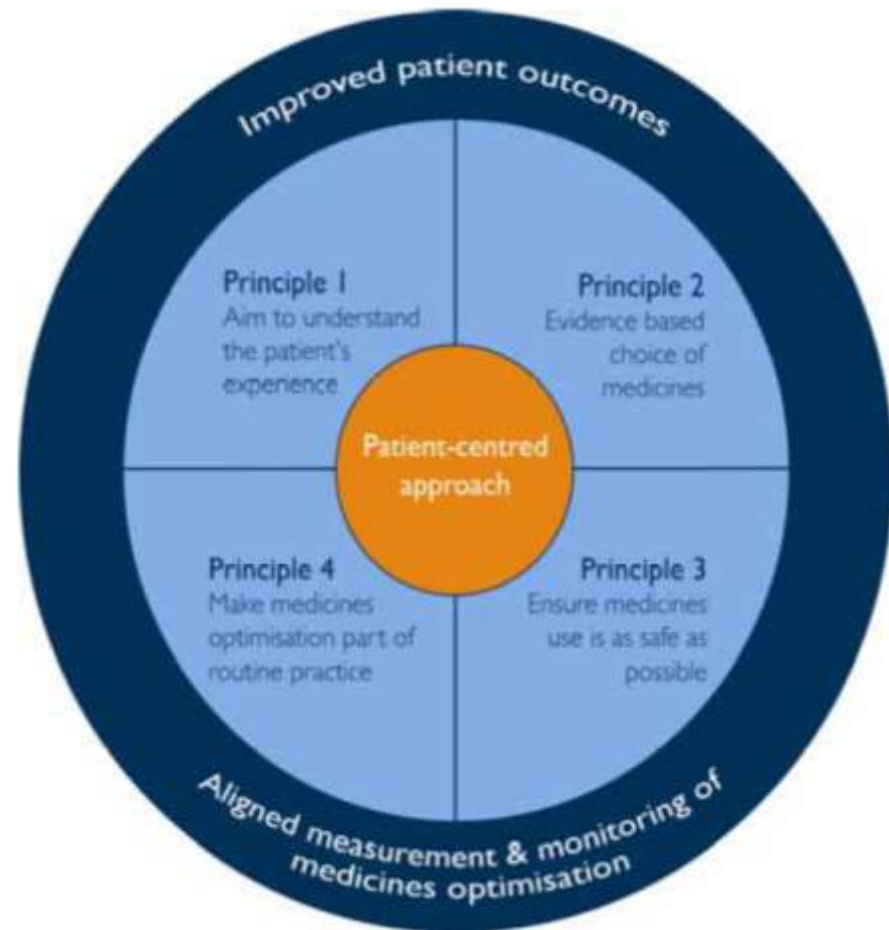 Improved patient outcomes
Principle 1
Aim to understand
the patient's
experience
Principle 2
Evidence based
choice of
medicines
Patient-centred
approach
Principle 4
Make medicines
optimisation part of
routine practice
Principle 3
Ensure medicines
use is as safe as
possible
Aligned measurement & monitoring of
medicines optimisation